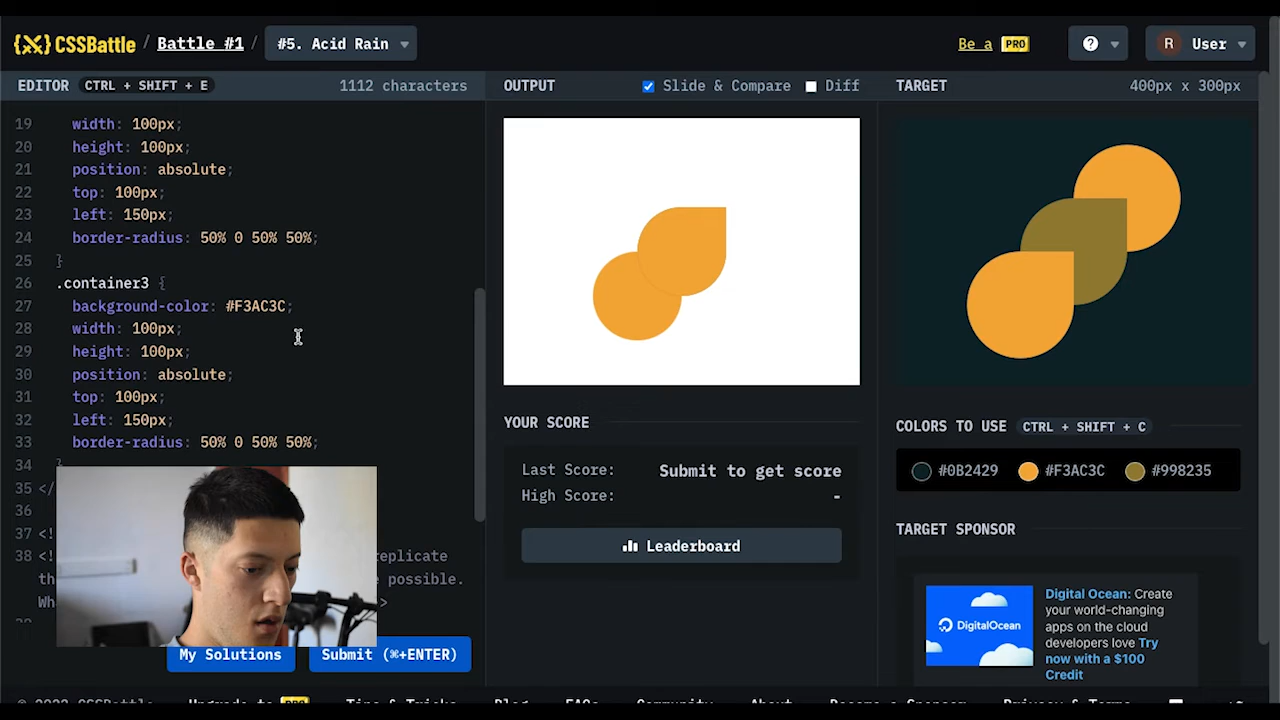 {X} CSSBattle / Battle #1 / #5. Acid Rain
Be a PRO
?
R User
EDITOR CTRL + SHIFT + E 1112 characters
OUTPUT Slide & Compare Diff
TARGET 400px x 300px
19 width: 100px;
20 height: 100px;
21 position: absolute;
22 top: 100px;
23 left: 150px;
24 border-radius: 50% 0 50% 50%;
25 }
26 .container3 {
27 background-color: #F3AC3C;
28 width: 100px;
29 height: 100px;
30 position: absolute;
31 top: 100px;
32 left: 150px;
33 border-radius: 50% 0 50% 50%;
34 }
35 </
36
37 <!
38 <! replicate
th possible.
Wh >
YOUR SCORE
Last Score: Submit to get score
High Score: -
Leaderboard
My Solutions
Submit (⌘+ENTER)
COLORS TO USE CTRL + SHIFT + C
#0B2429 #F3AC3C #998235
TARGET SPONSOR
DigitalOcean
Digital Ocean: Create
your world-changing
apps on the cloud
developers love Try
now with a $100
Credit